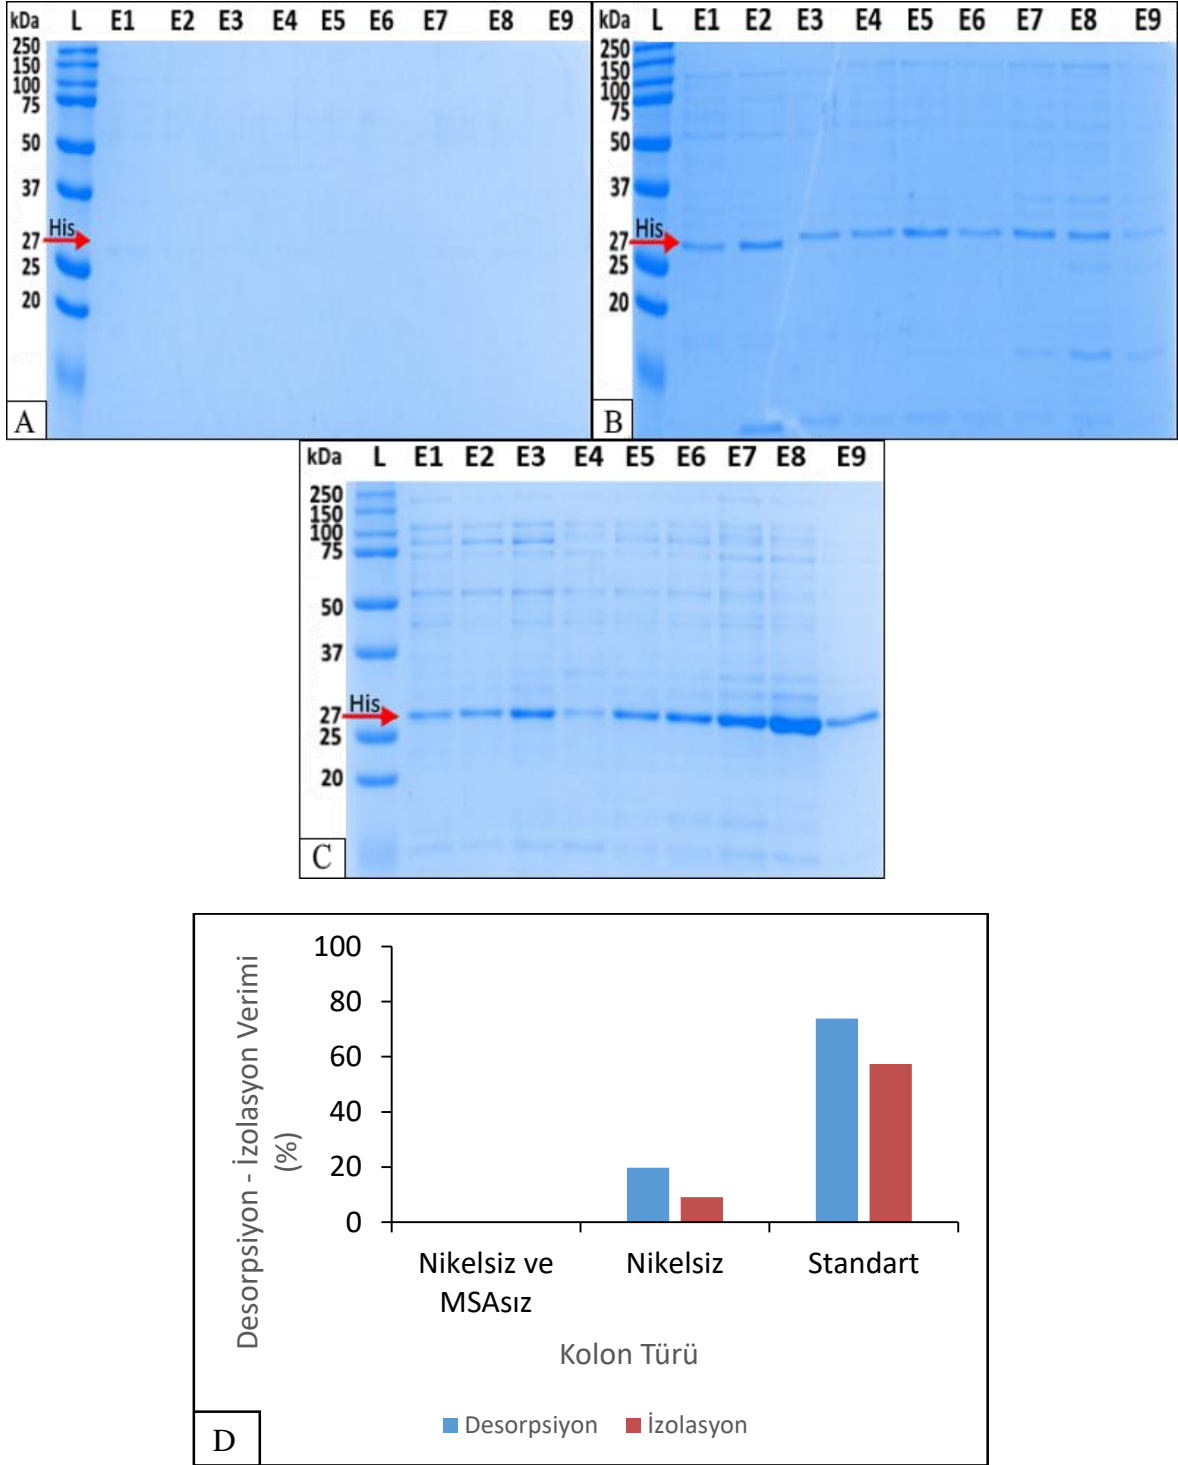 kDa L E1 E2 E3 E4 E5 E6 E7 E8 E9
250
150
100
75
50
37
His
27
25
20
A
kDa L E1 E2 E3 E4 E5 E6 E7 E8 E9
250
150
100
75
50
37
His
27
25
20
B
kDa L E1 E2 E3 E4 E5 E6 E7 E8 E9
250
150
100
75
50
37
His
27
25
20
C
Desorpsiyon - İzolasyon Verimi
(%)
100
80
60
40
20
0
Nikelsiz ve
MSAsız
Nikelsiz
Standart
Kolon Türü
Desorpsiyon İzolasyon
D